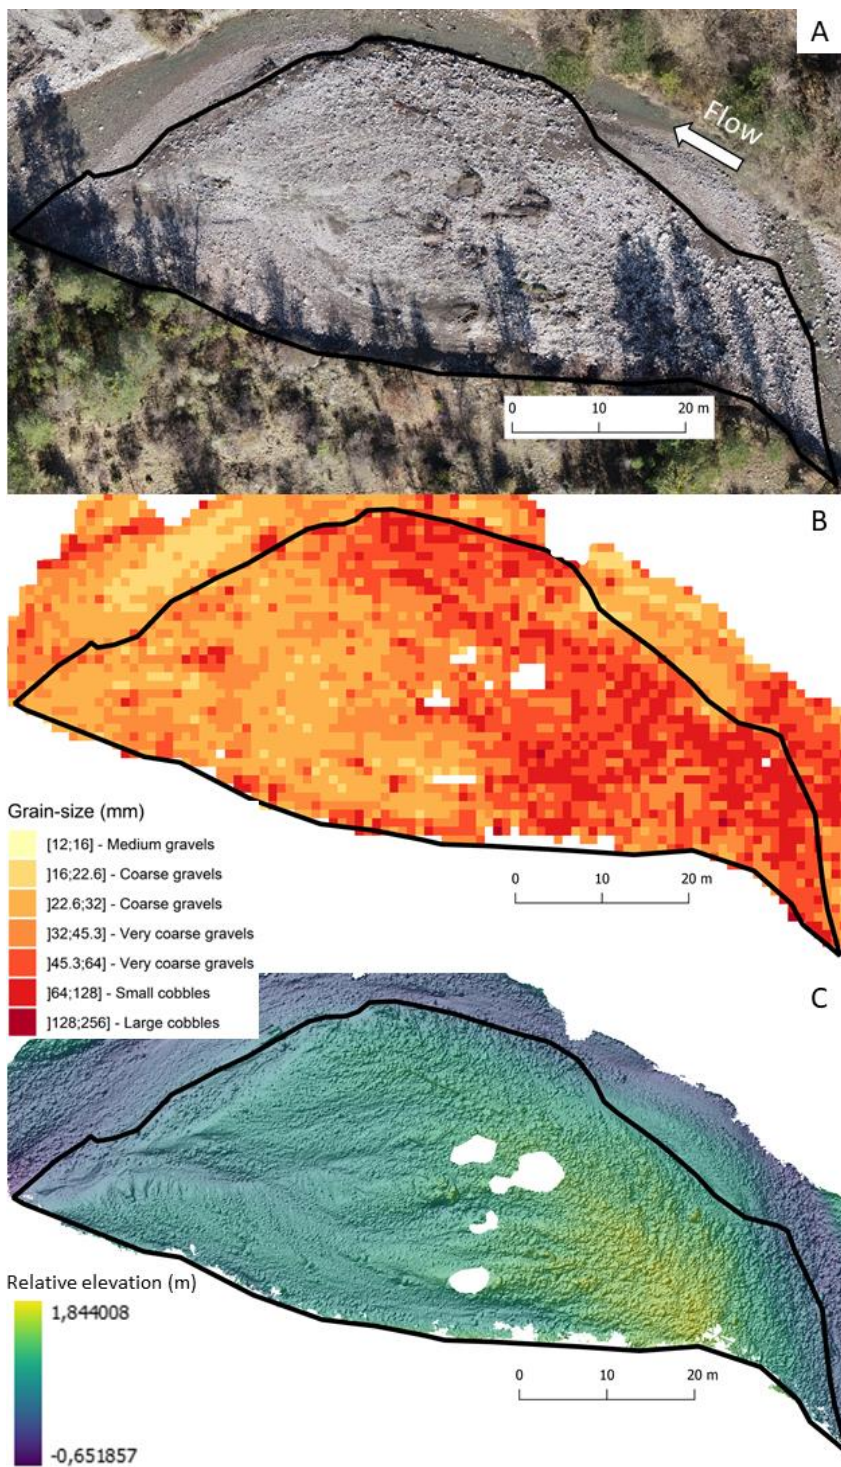 A
Flow
0 10 20 m
B
Grain-size (mm)
[12;16] - Medium gravels
]16;22.6] - Coarse gravels
]22.6;32] - Coarse gravels
]32;45.3] - Very coarse gravels
]45.3;64] - Very coarse gravels
]64;128] - Small cobbles
]128;256] - Large cobbles
0 10 20 m
C
Relative elevation (m)
1,844008
-0,651857
0 10 20 m